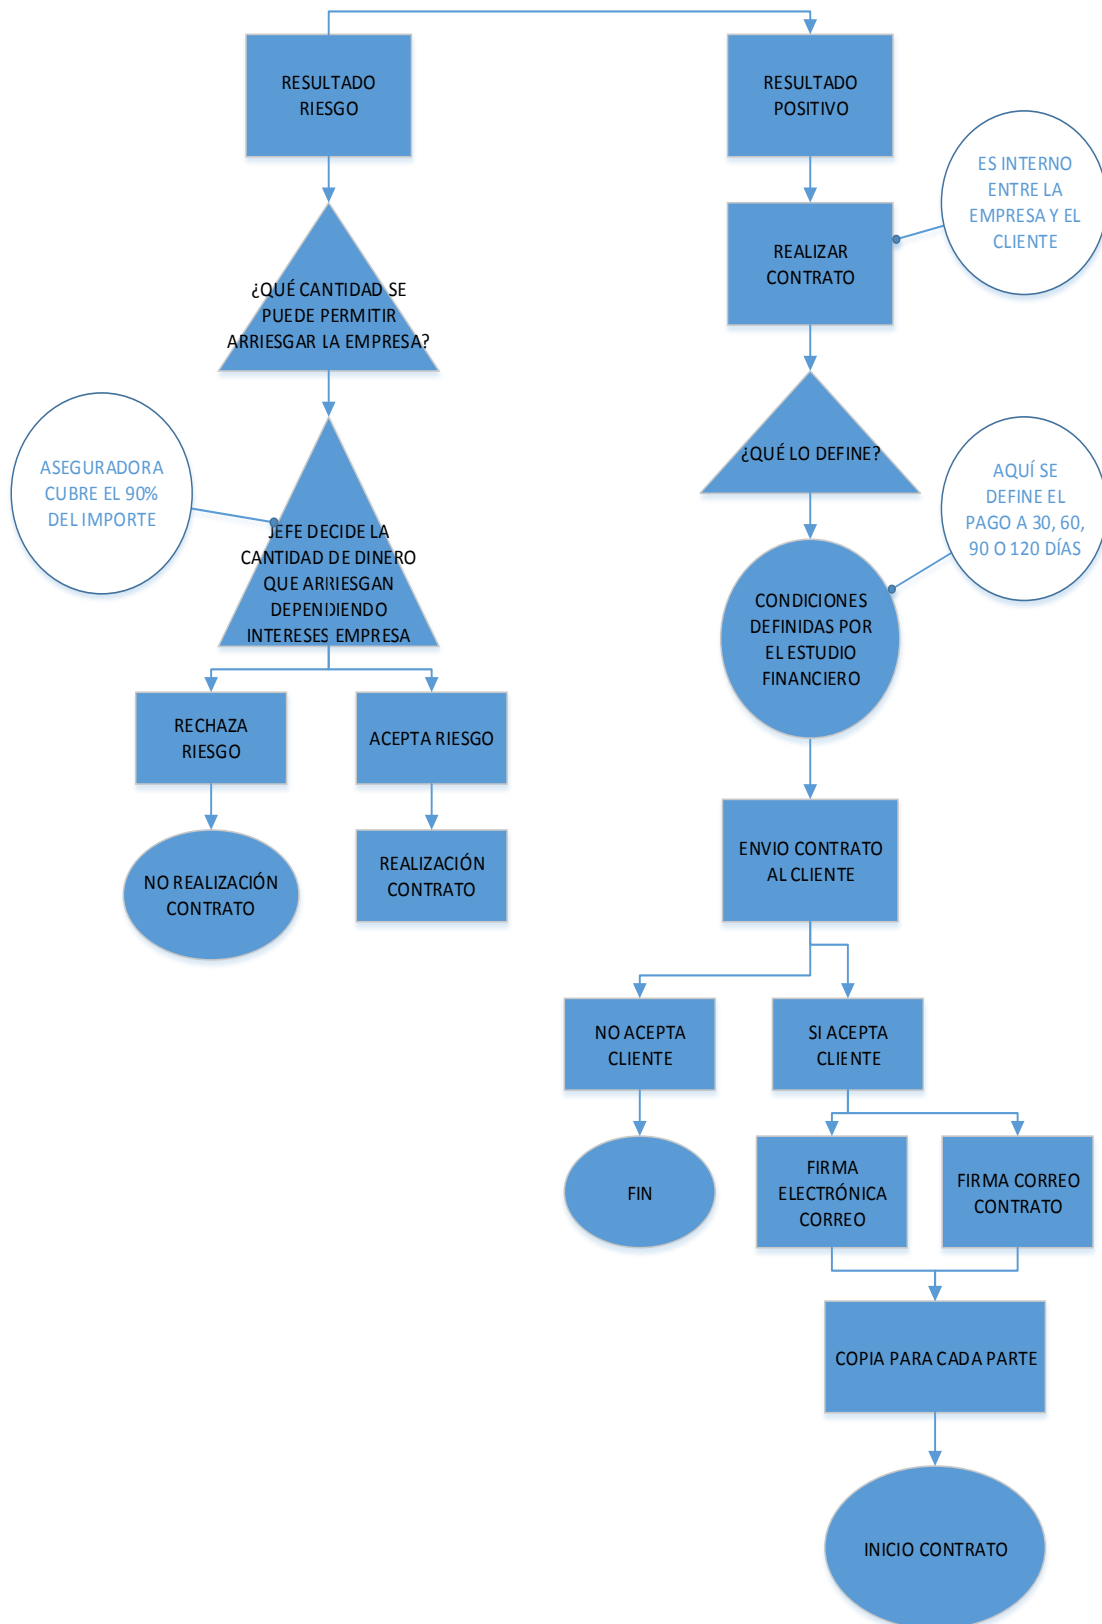 RESULTADO
RIESGO
RESULTADO
POSITIVO
ES INTERNO
ENTRE LA
EMPRESA Y EL
CLIENTE
REALIZAR
CONTRATO
¿QUÉ CANTIDAD SE
PUEDE PERMITIR
ARRIESGAR LA EMPRESA?
¿QUÉ LO DEFINE?
ASEGURADORA
CUBRE EL 90%
DEL IMPORTE
AQUÍ SE
DEFINE EL
PAGO A 30, 60,
90 O 120 DÍAS
JEFE DECIDE LA
CANTIDAD DE DINERO
QUE ARRIESGAN
DEPENDIENDO
INTERESES EMPRESA
CONDICIONES
DEFINIDAS POR
EL ESTUDIO
FINANCIERO
RECHAZA
RIESGO
ACEPTA RIESGO
NO REALIZACIÓN
CONTRATO
REALIZACIÓN
CONTRATO
ENVIO CONTRATO
AL CLIENTE
NO ACEPTA
CLIENTE
SI ACEPTA
CLIENTE
FIN
FIRMA
ELECTRÓNICA
CORREO
FIRMA CORREO
CONTRATO
COPIA PARA CADA PARTE
INICIO CONTRATO